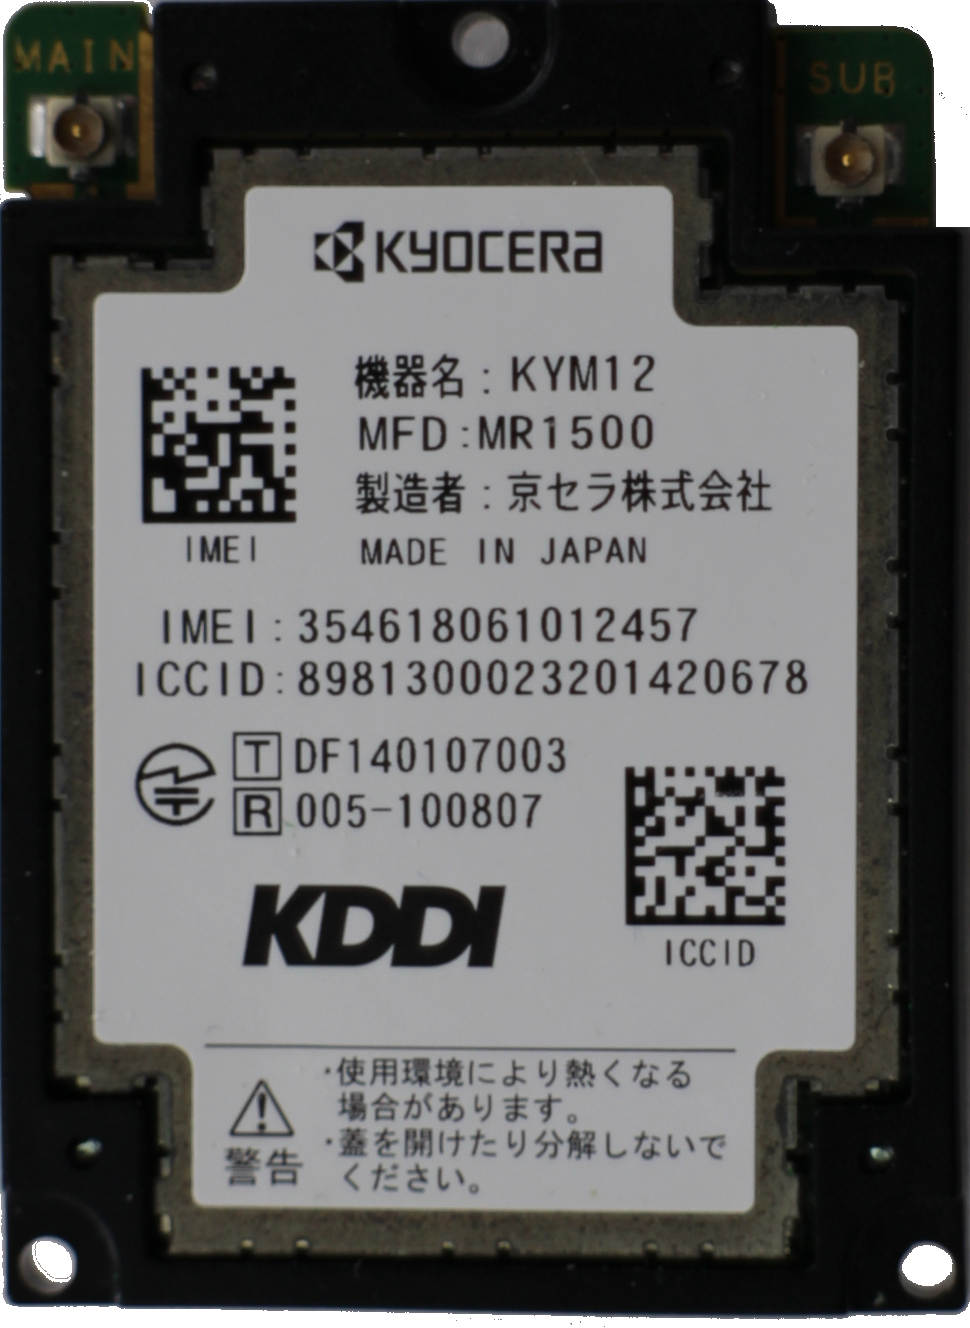 MAIN
SUB
KYOCERA
機器名:KYM12
MFD:MR1500
製造者:京セラ株式会社
IMEI
MADE IN JAPAN
IMEI:354618061012457
ICCID:8981300023201420678
T DF140107003
R 005-100807
KDDI
ICCID
・使用環境により熱くなる
場合があります。
・蓋を開けたり分解しないで
ください。
警告